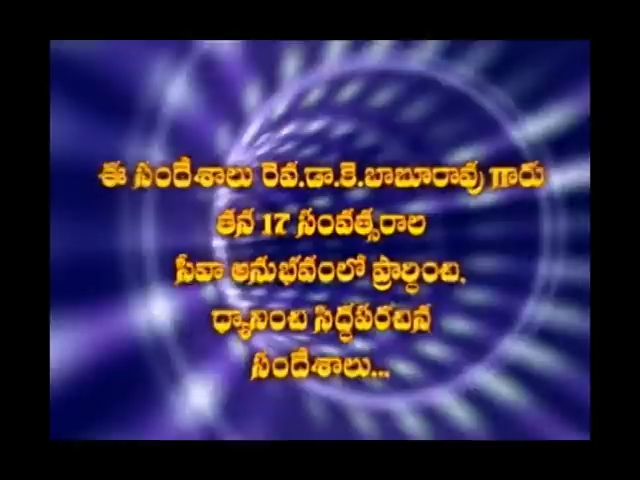 ఈ సందేశాలు రెవ.డా.కె.బాబూరావు గారు
తన 17 సంవత్సరాల
సేవా అనుభవంలో ప్రార్ధించి,
ధ్యానించి సిద్ధపరచిన
సందేశాలు...